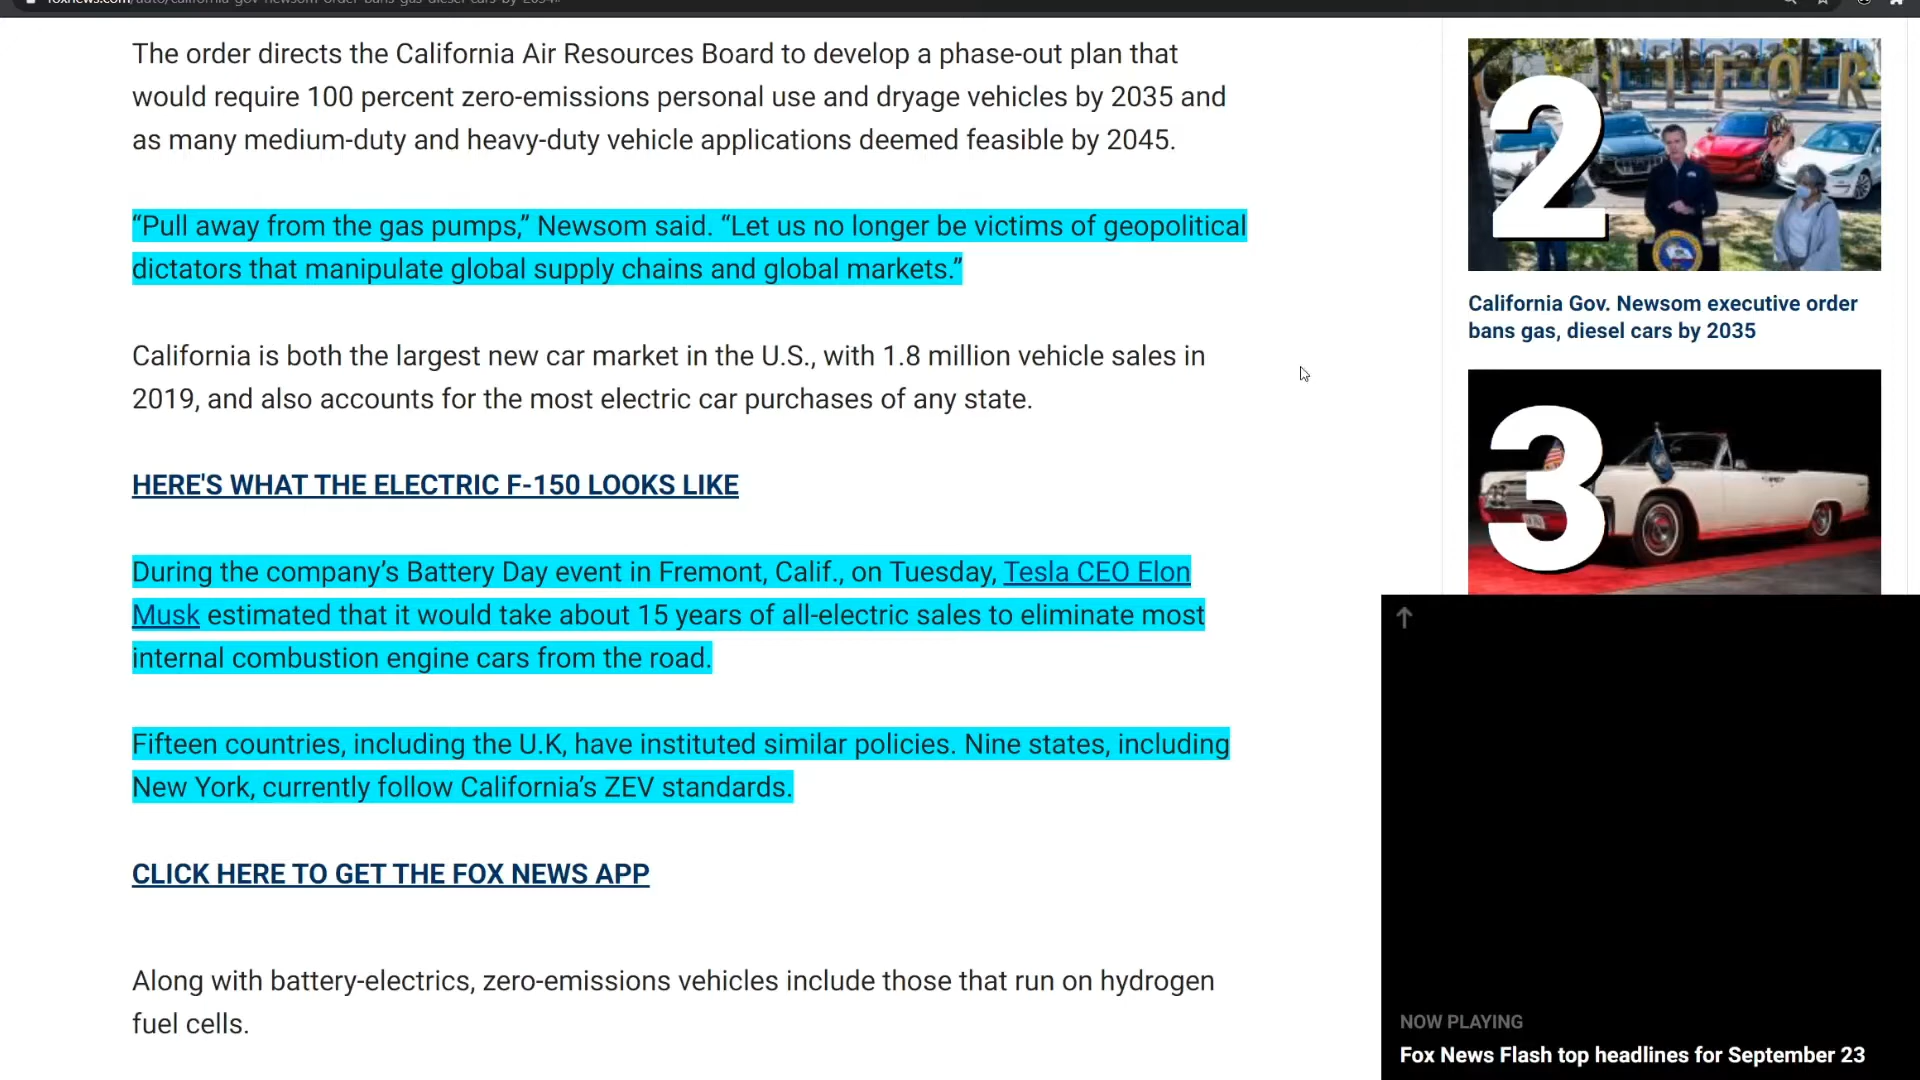 The order directs the California Air Resources Board to develop a phase-out plan that
would require 100 percent zero-emissions personal use and dryage vehicles by 2035 and
as many medium-duty and heavy-duty vehicle applications deemed feasible by 2045.
“Pull away from the gas pumps,” Newsom said. “Let us no longer be victims of geopolitical
dictators that manipulate global supply chains and global markets.”
California is both the largest new car market in the U.S., with 1.8 million vehicle sales in
2019, and also accounts for the most electric car purchases of any state.
HERE'S WHAT THE ELECTRIC F-150 LOOKS LIKE
During the company’s Battery Day event in Fremont, Calif., on Tuesday, Tesla CEO Elon
Musk estimated that it would take about 15 years of all-electric sales to eliminate most
internal combustion engine cars from the road.
Fifteen countries, including the U.K, have instituted similar policies. Nine states, including
New York, currently follow California’s ZEV standards.
CLICK HERE TO GET THE FOX NEWS APP
Along with battery-electrics, zero-emissions vehicles include those that run on hydrogen
fuel cells.
2
California Gov. Newsom executive order
bans gas, diesel cars by 2035
3
NOW PLAYING
Fox News Flash top headlines for September 23